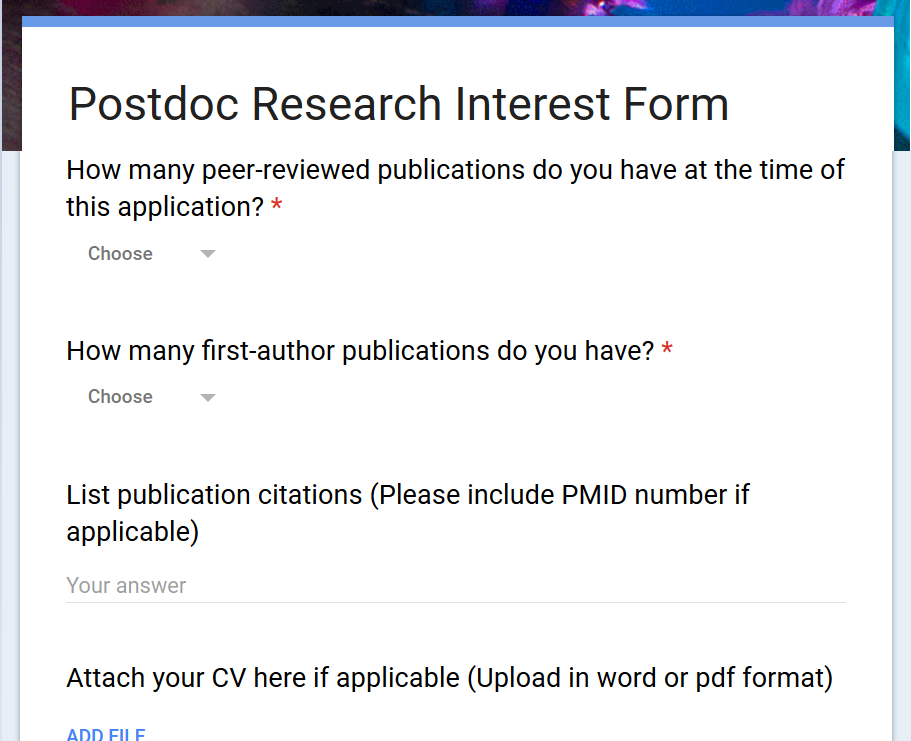 Postdoc Research Interest Form
How many peer-reviewed publications do you have at the time of
this application? *
Choose
How many first-author publications do you have? *
Choose
List publication citations (Please include PMID number if
applicable)
Your answer
Attach your CV here if applicable (Upload in word or pdf format)
ADD FILE